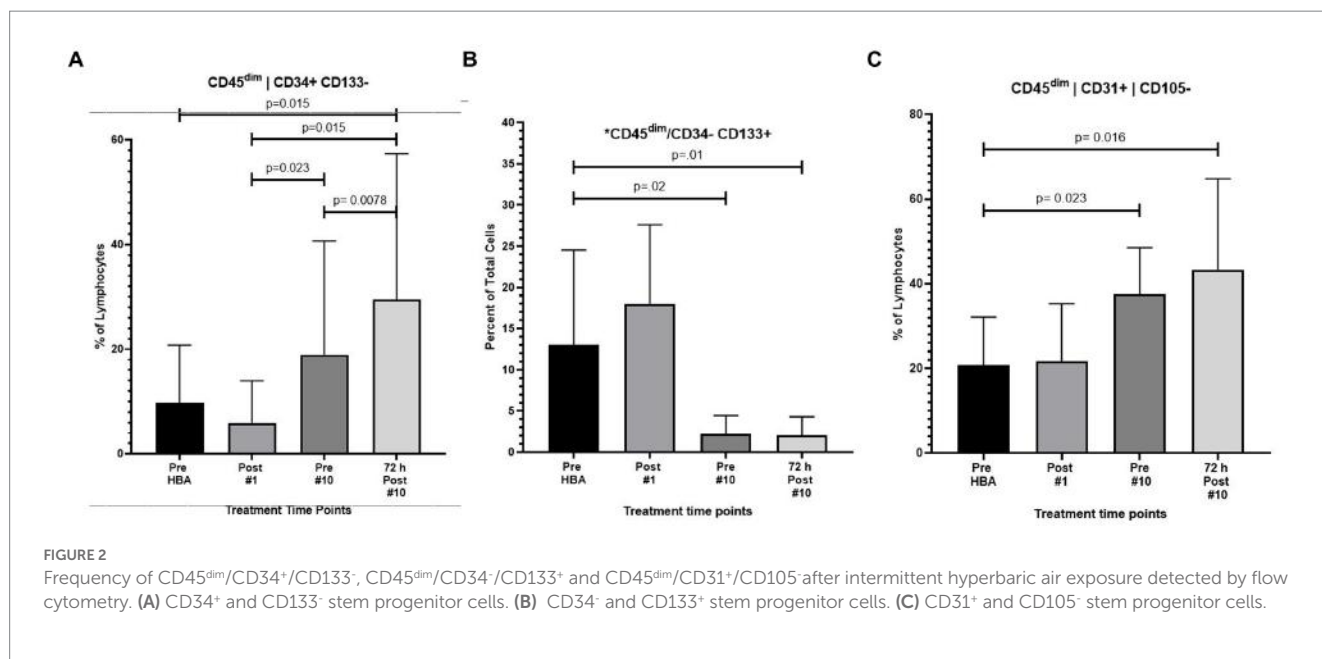 A
CD45dim | CD34+ CD133-
p=0.015
p=0.015
p=0.023
p= 0.0078
% of Lymphocytes
60
40
20
0
Pre HBA
Post #1
Pre #10
72 h Post #10
Treatment Time Points
B
*CD45dim/CD34- CD133+
p=.01
p=.02
Percent of Total Cells
40
35
30
25
20
15
10
5
0
Pre HBA
Post #1
Pre #10
72 h Post #10
Treatment time points
C
CD45dim | CD31+ | CD105-
p= 0.016
p= 0.023
% of Lymphocytes
80
60
40
20
0
Pre HBA
Post #1
Pre #10
72 h Post #10
Treatment time points
FIGURE 2
Frequency of CD45dim/CD34+/CD133-, CD45dim/CD34-/CD133+ and CD45dim/CD31+/CD105-after intermittent hyperbaric air exposure detected by flow
cytometry. (A) CD34+ and CD133- stem progenitor cells. (B) CD34- and CD133+ stem progenitor cells. (C) CD31+ and CD105- stem progenitor cells.